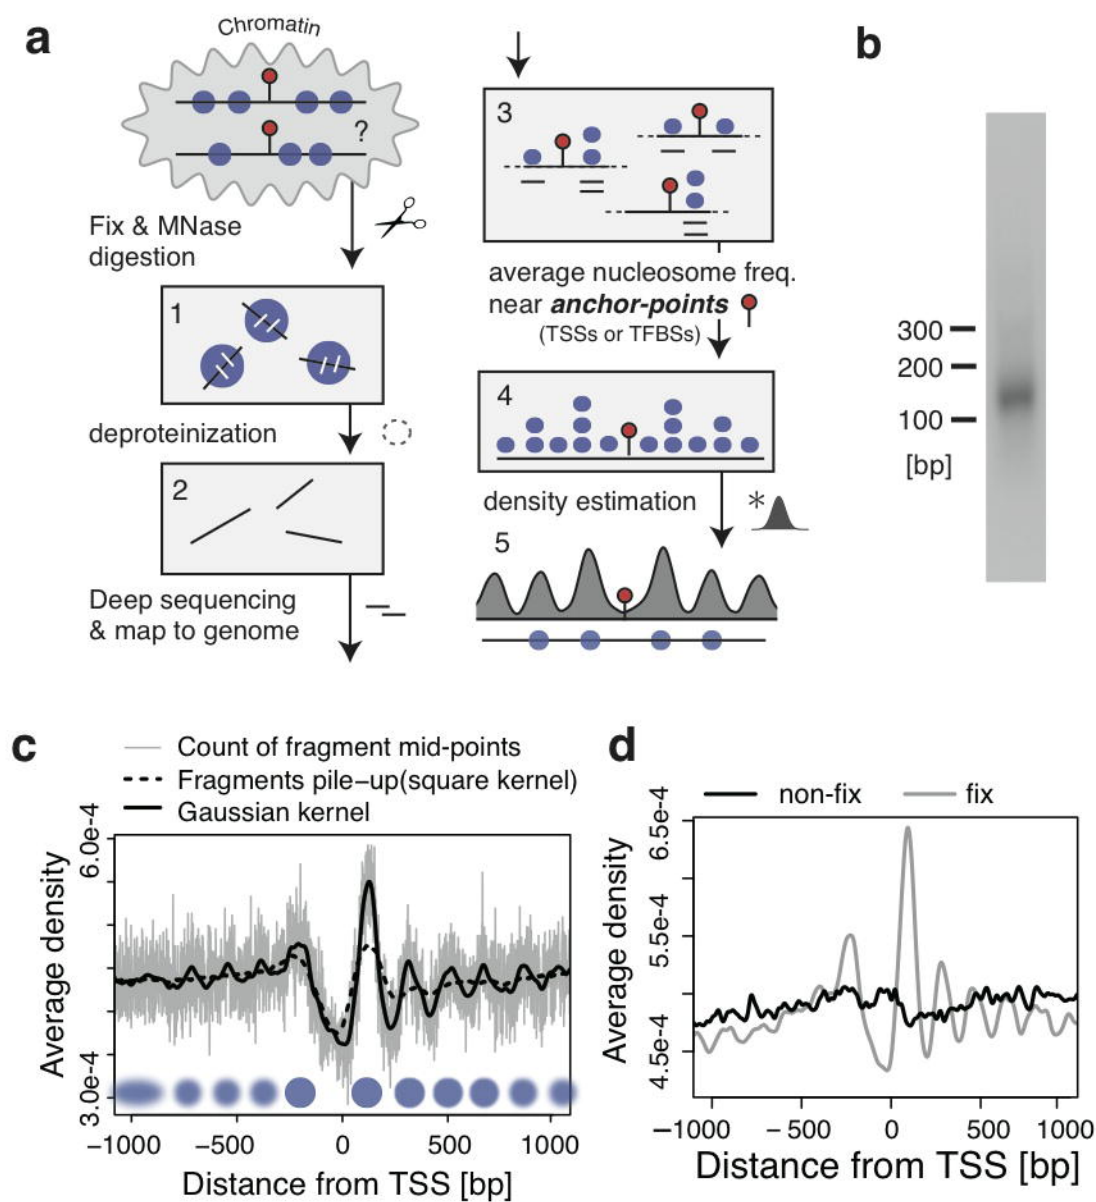 a
Chromatin
?
Fix & MNase
digestion
1
deproteinization
2
Deep sequencing
& map to genome
3
average nucleosome freq.
near anchor-points
(TSSs or TFBSs)
4
density estimation
*
5
b
300
200
100
[bp]
c
Count of fragment mid-points
Fragments pile-up(square kernel)
Gaussian kernel
Average density
3.0e-4
6.0e-4
-1000
-500
0
500
1000
Distance from TSS [bp]
d
non-fix
fix
Average density
4.5e-4
5.5e-4
6.5e-4
-1000
-500
0
500
1000
Distance from TSS [bp]